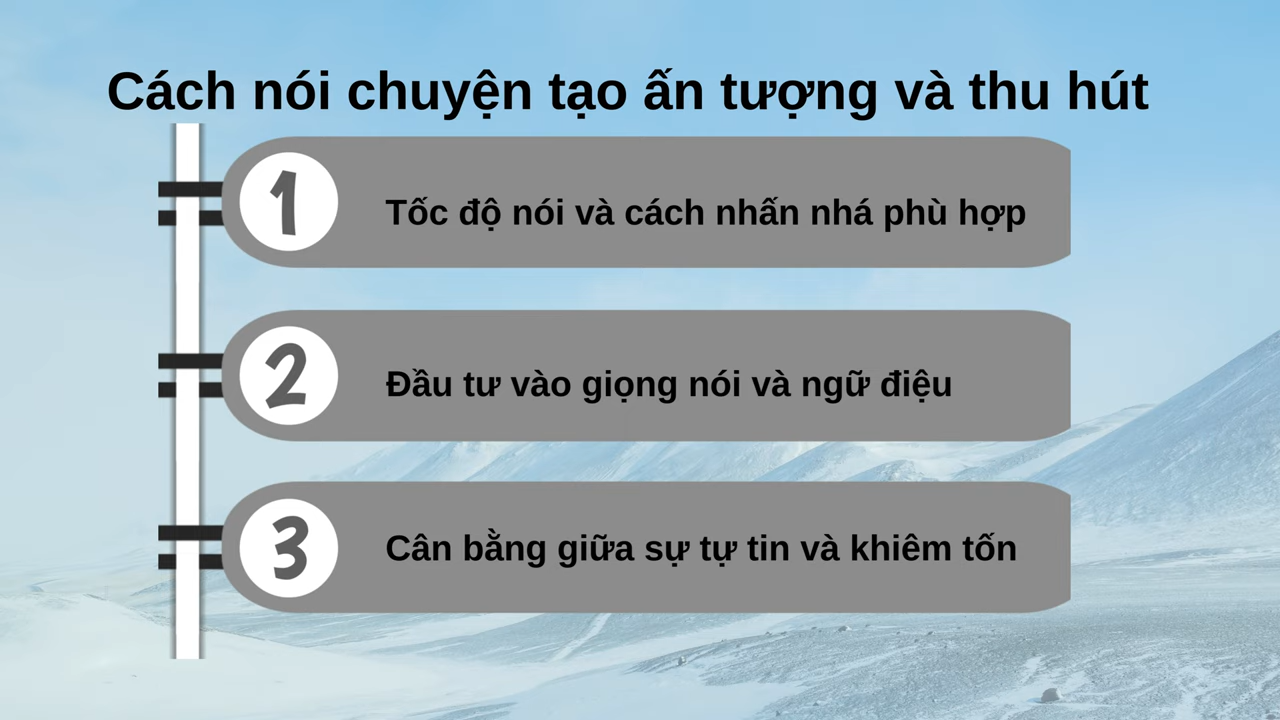 Cách nói chuyện tạo ấn tượng và thu hút
1 Tốc độ nói và cách nhấn nhá phù hợp
2 Đầu tư vào giọng nói và ngữ điệu
3 Cân bằng giữa sự tự tin và khiêm tốn